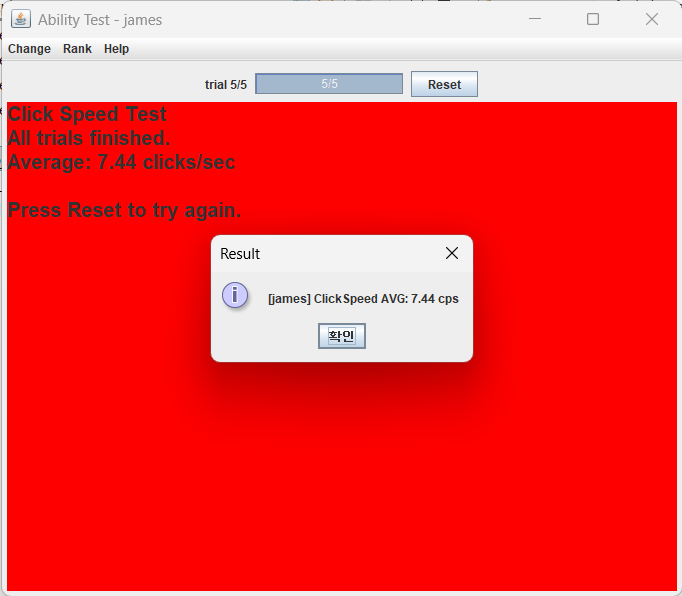 Ability Test - james
Change Rank Help
trial 5/5 5/5 Reset
Click Speed Test
All trials finished.
Average: 7.44 clicks/sec
Press Reset to try again.
Result
i
[james] ClickSpeed AVG: 7.44 cps
확인